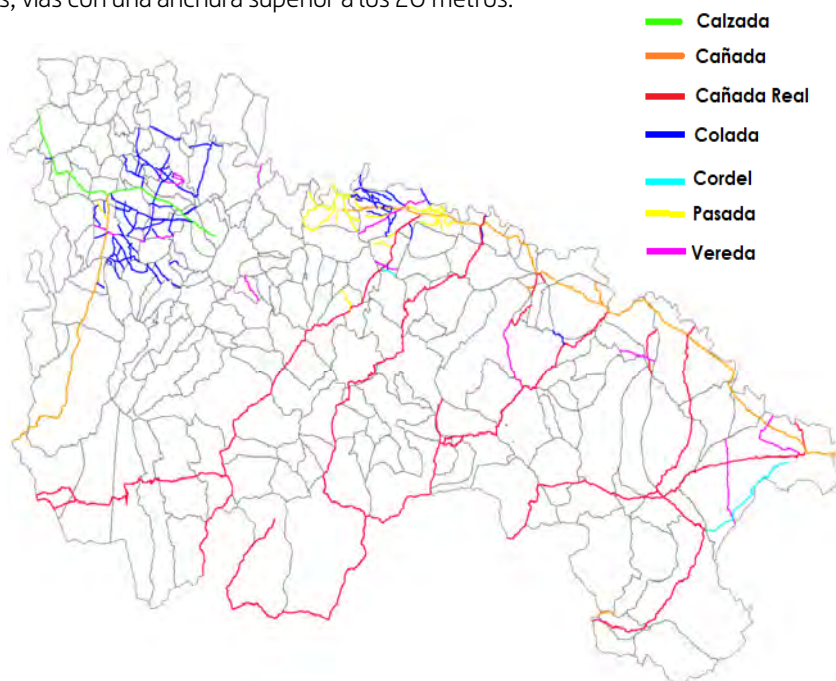 s, vías con una anchura superior a los 20 metros.
Calzada
Cañada
Cañada Real
Colada
Cordel
Pasada
Vereda